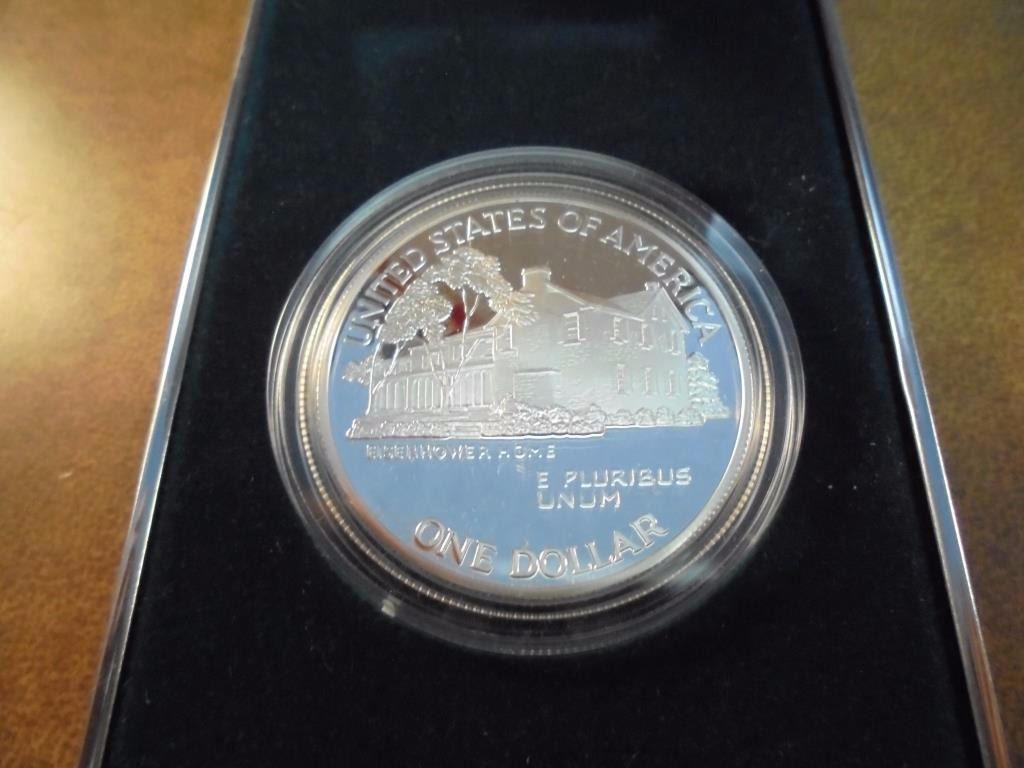 UNITED STATES OF AMERICA
EISENHOWER HOME
E PLURIBUS
UNUM
ONE DOLLAR